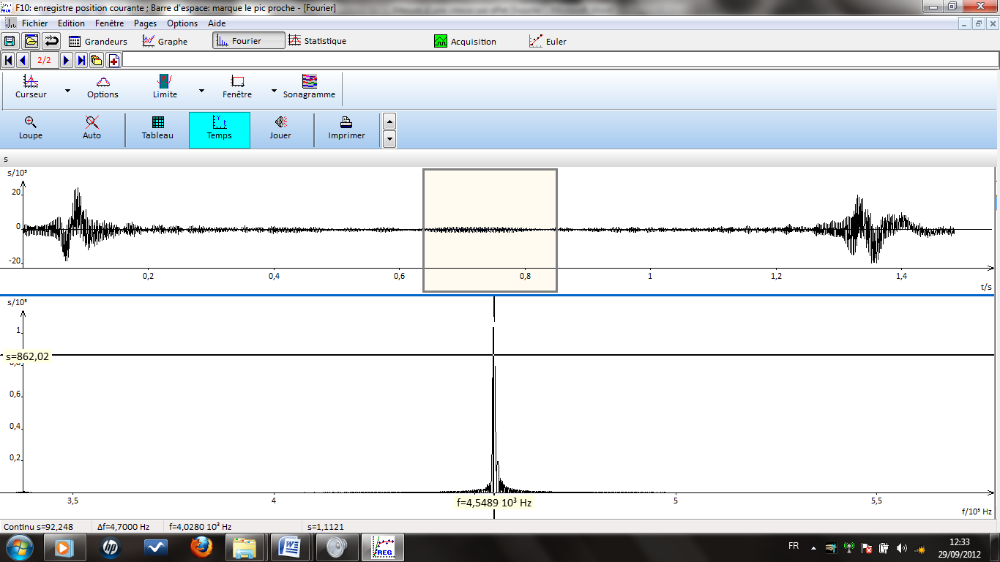 F10: enregistre position courante ; Barre d'espace: marque le pic proche - [Fourier]
Fichier Edition Fenêtre Pages Options Aide
Grandeurs Graphe Fourier Statistique Acquisition Euler
2/2
Curseur Options Limite Fenêtre Sonagramme
Loupe Auto Tableau Temps Jouer Imprimer
s
s/10³
20
0
-20
0,2 0,4 0,6 0,8 1 1,2 1,4
t/s
s/10³
1
s=862,02
0,6
0,4
0,2
3,5 4 5 5,5
f=4,5489 10³ Hz
f/10³ Hz
Continu s=92,248 Δf=4,7000 Hz f=4,0280 10³ Hz s=1,1121
hp W REG FR 12:33
29/09/2012